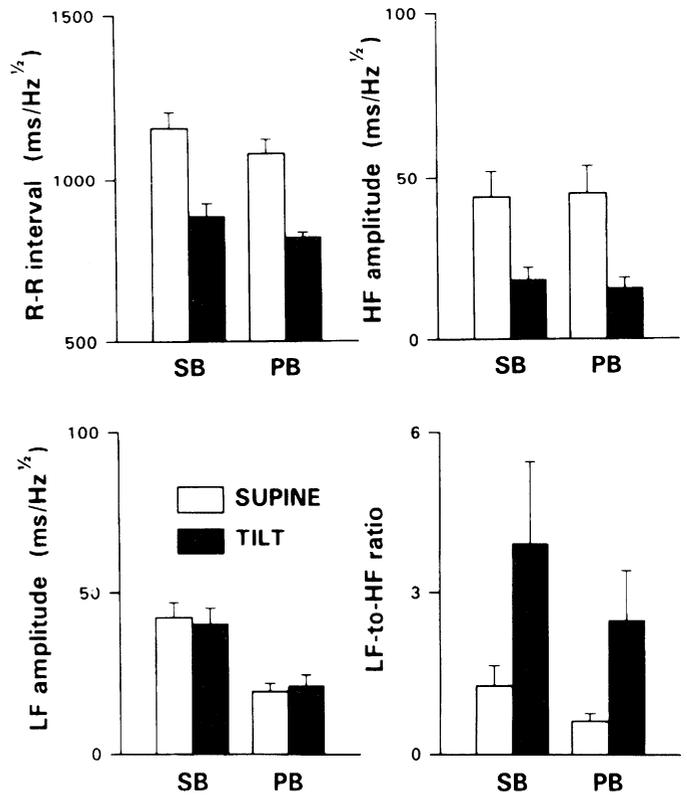 1500
1000
500
R-R interval (ms/Hz½)
SB PB
100
50
0
HF amplitude (ms/Hz½)
SB PB
100
50
0
LF amplitude (ms/Hz½)
SUPINE
TILT
SB PB
6
3
0
LF-to-HF ratio
SB PB